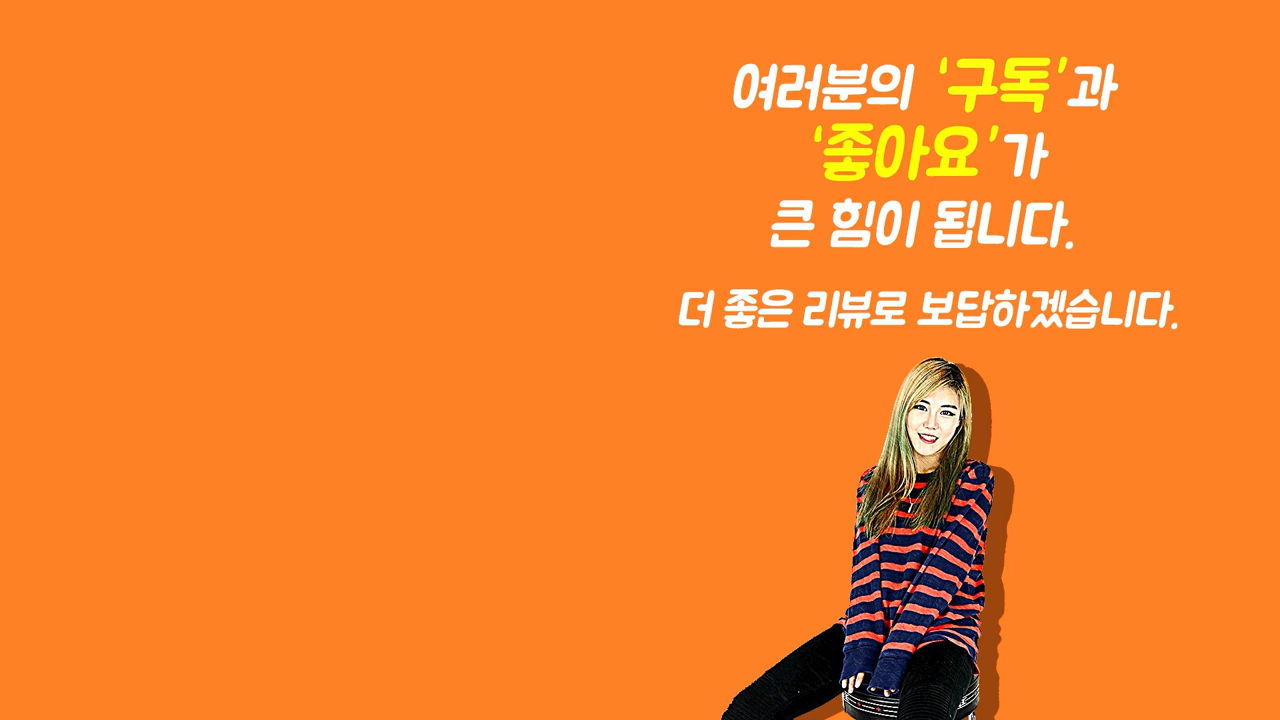 여러분의 ‘구독’과
‘좋아요’가
큰 힘이 됩니다.
더 좋은 리뷰로 보답하겠습니다.